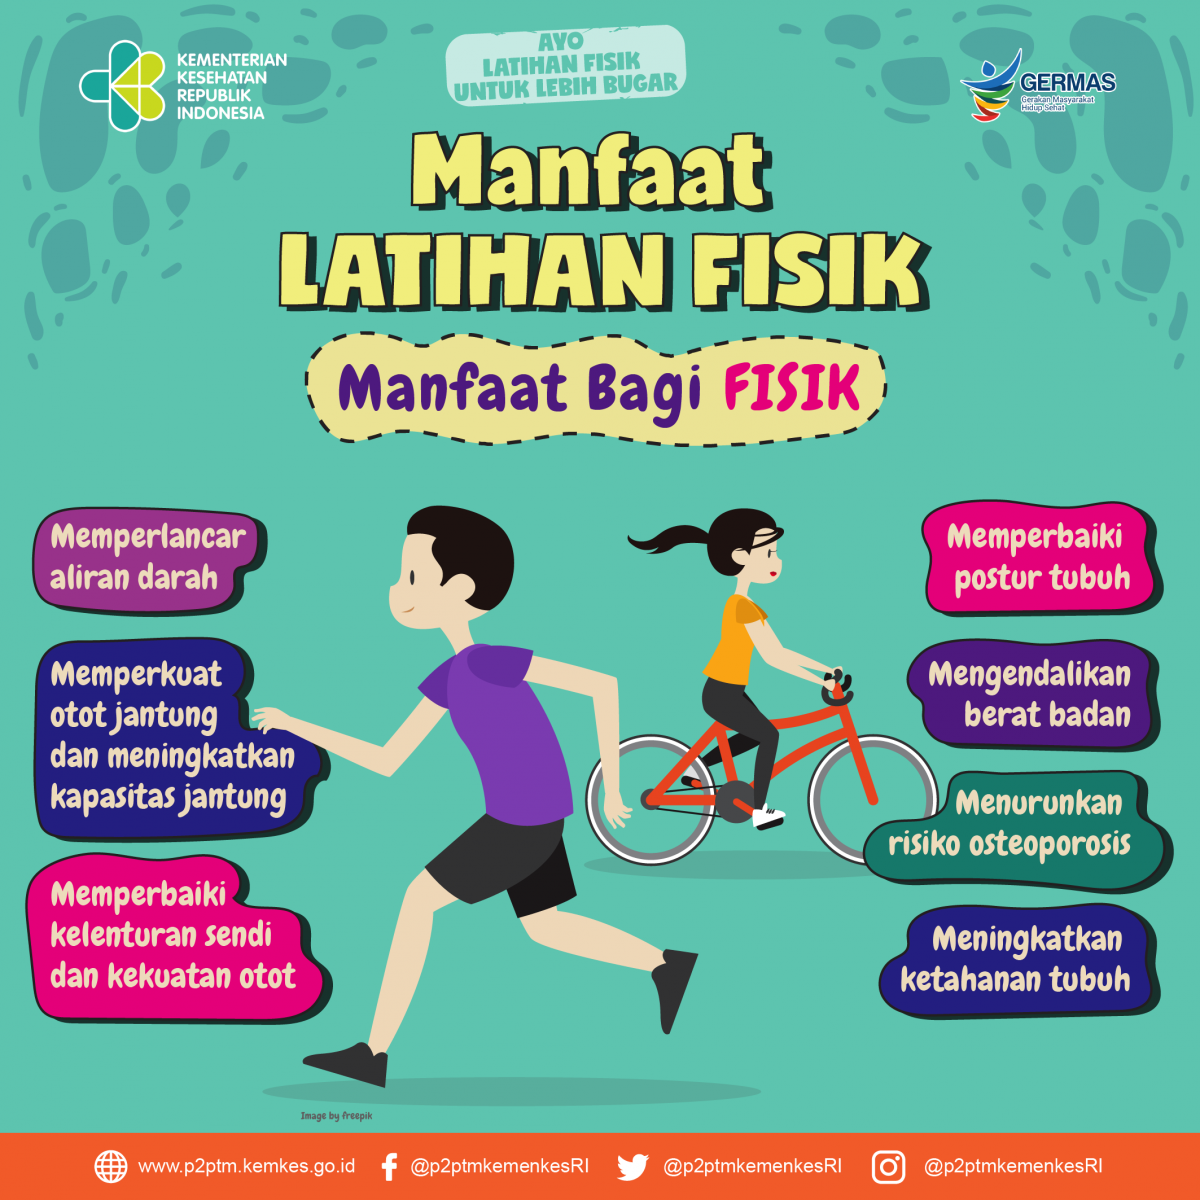 KEMENTERIAN
KESEHATAN
REPUBLIK
INDONESIA
AYO
LATIHAN FISIK
UNTUK LEBIH BUGAR
GERMAS
Gerakan Masyarakat
Hidup Sehat
Manfaat
LATIHAN FISIK
Manfaat Bagi FISIK
Memperlancar
aliran darah
Memperkuat
otot jantung
dan meningkatkan
kapasitas jantung
Memperbaiki
kelenturan sendi
dan kekuatan otot
Memperbaiki
postur tubuh
Mengendalikan
berat badan
Menurunkan
risiko osteoporosis
Meningkatkan
ketahanan tubuh
Image by freepik
www.p2ptm.kemkes.go.id
@p2ptmkemenkesRI
@p2ptmkemenkesRI
@p2ptmkemenkesRI